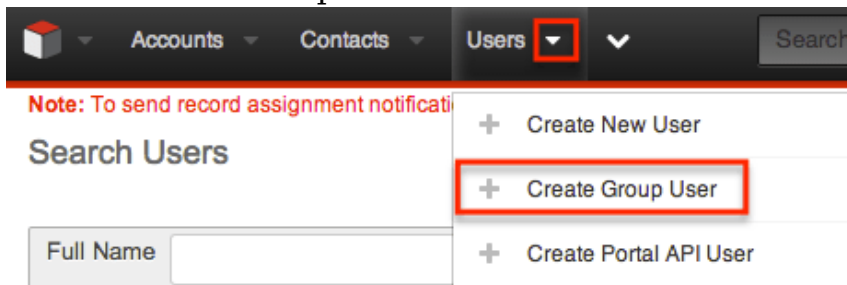 Accounts Contacts Users Search
Note: To send record assignment notificati
Create New User
Search Users
Create Group User
Full Name
Create Portal API User